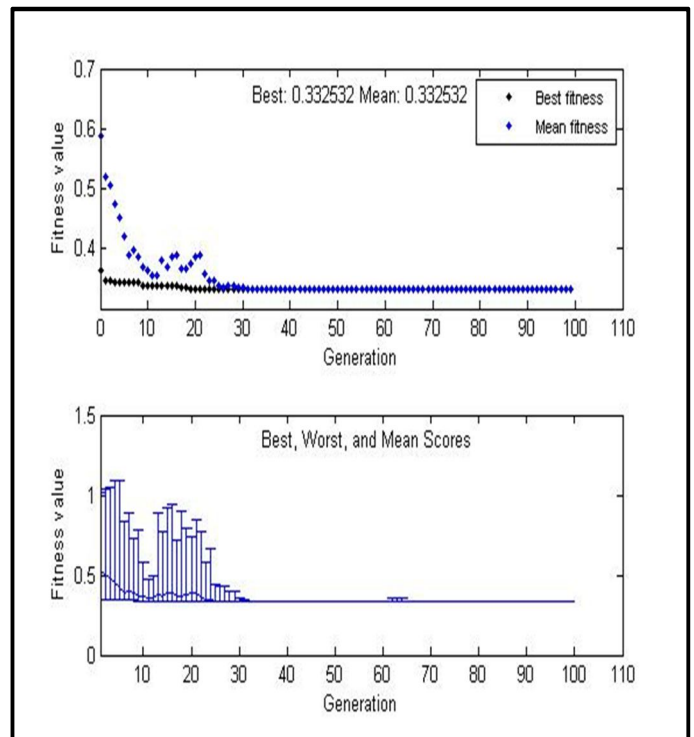 0.7
0.6
0.5
0.4
Fitness value
Best: 0.332532 Mean: 0.332532
Best fitness
Mean fitness
0 10 20 30 40 50 60 70 80 90 100 110
Generation
1.5
1
0.5
0
Fitness value
Best, Worst, and Mean Scores
10 20 30 40 50 60 70 80 90 100 110
Generation